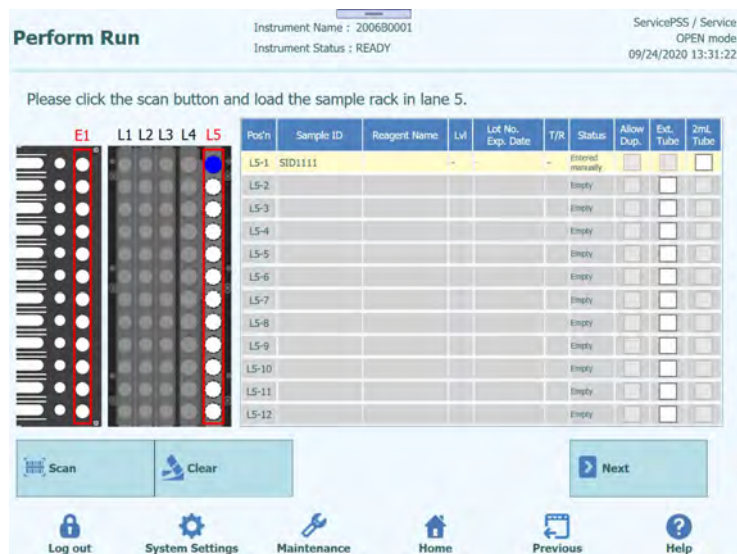 Perform Run
Instrument Name : 200680001
Instrument Status : READY
ServicePSS / Service
OPEN mode
09/24/2020 13:31:22
Please click the scan button and load the sample rack in lane 5.
E1 L1 L2 L3 L4 L5
Pos'n Sample ID Reagent Name Lvl Lot No. Exp. Date T/R Status Allow Dup. Ext. Tube 2mL Tube
L5-1 SID1111 - - - Entered manually
L5-2 Empty
L5-3 Empty
L5-4 Empty
L5-5 Empty
L5-6 Empty
L5-7 Empty
L5-8 Empty
L5-9 Empty
L5-10 Empty
L5-11 Empty
L5-12 Empty
Scan Clear Next
Log out System Settings Maintenance Home Previous Help